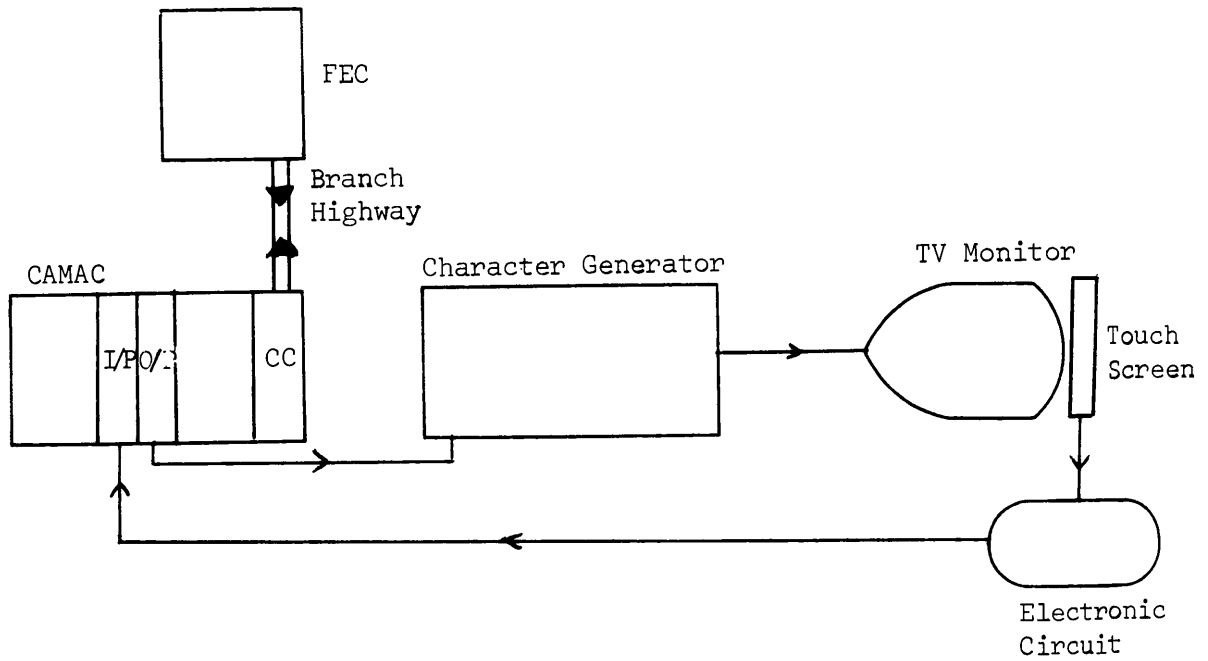 FEC
Branch
Highway
CAMAC
I/P
CC
Character Generator
TV Monitor
Touch
Screen
Electronic
Circuit